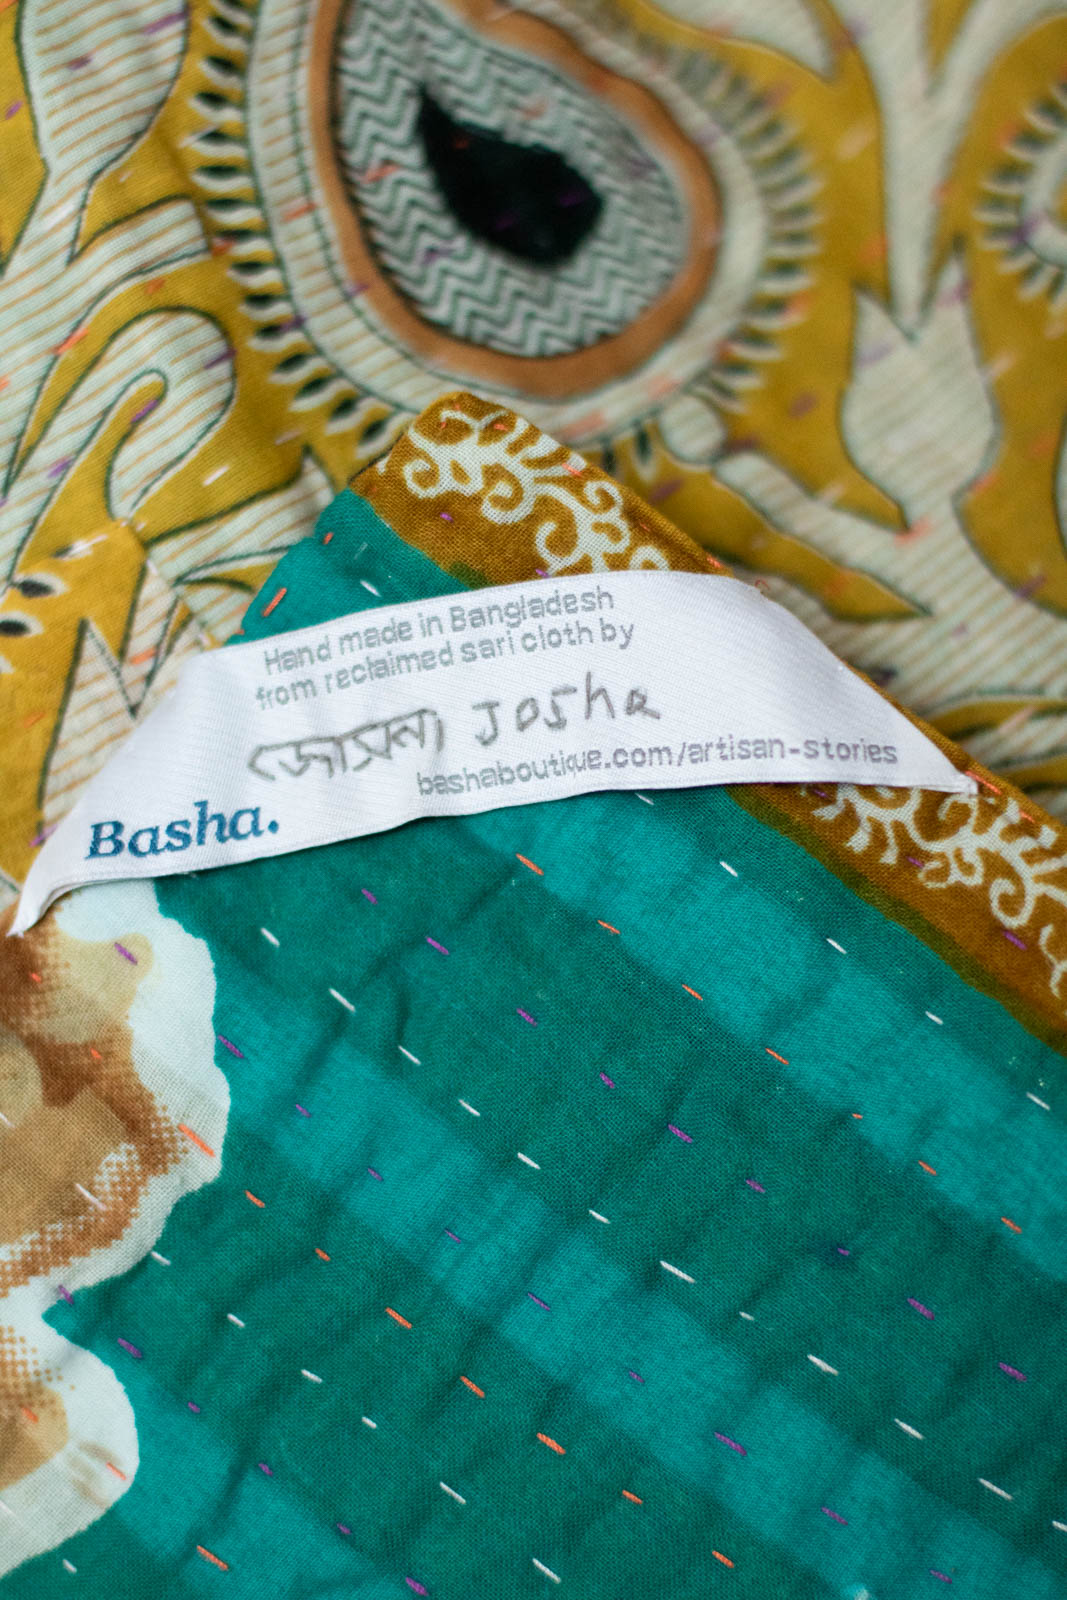 Hand made in Bangladesh
from reclaimed sari cloth by
জোসনা Josha
bashaboutique.com/artisan-stories
Basha.